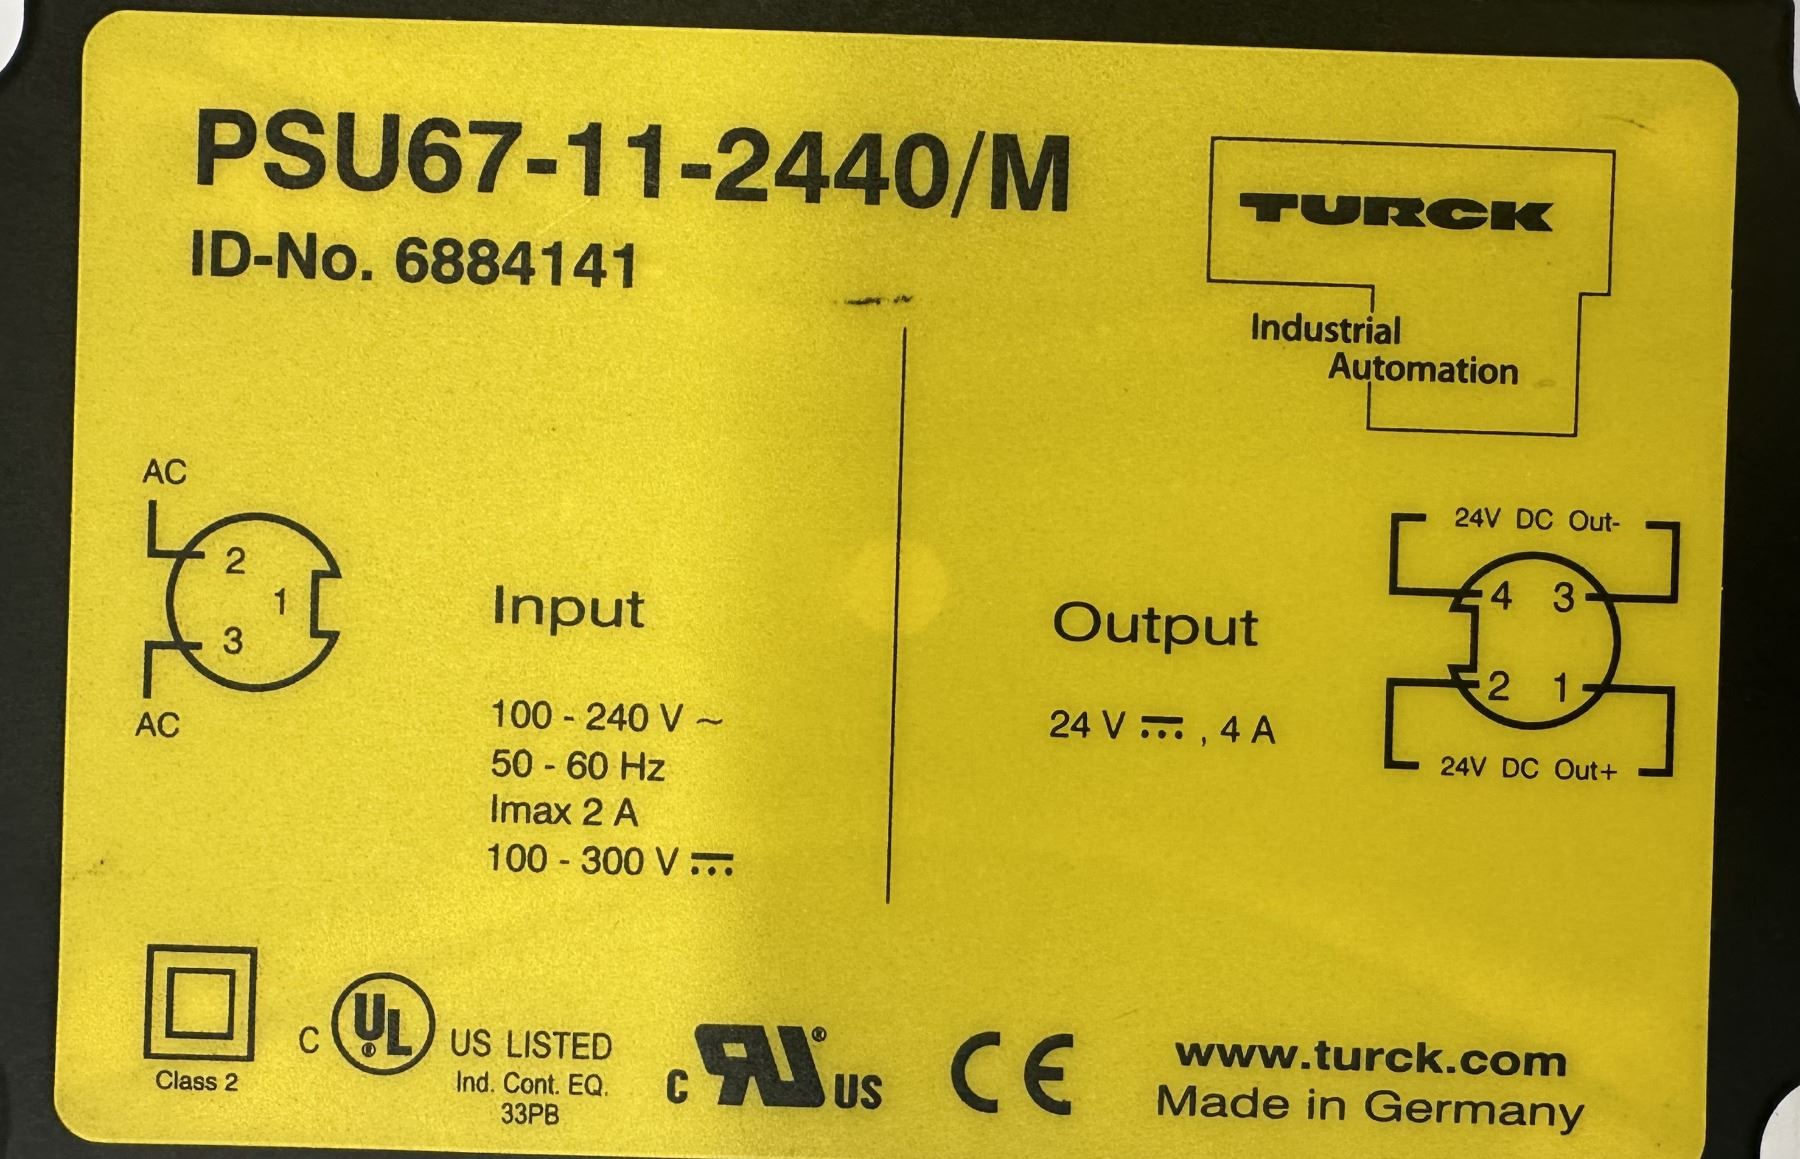 PSU67-11-2440/M
ID-No. 6884141
TURCK
Industrial
Automation
AC
2
1
3
AC
Input
100 - 240 V ~
50 - 60 Hz
Imax 2 A
100 - 300 V ⎓
Output
24 V ⎓ , 4 A
24V DC Out-
4 3
2 1
24V DC Out+
Class 2
C UL ® US LISTED
Ind. Cont. EQ.
33PB
C RU ® US
CE
www.turck.com
Made in Germany